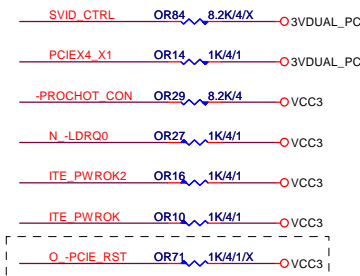 SVID_CTRL OR84 8.2K/4/X 3VDUAL_PC
PCIEX4_X1 OR14 1K/4/1 3VDUAL_PC
-PROCHOT_CON OR29 8.2K/4 VCC3
N_-LDRQ0 OR27 1K/4/1 VCC3
ITE_PWROK2 OR16 1K/4/1 VCC3
ITE_PWROK OR10 1K/4/1 VCC3
O_-PCIE_RST OR71 1K/4/1/X VCC3